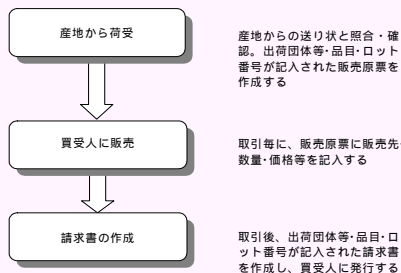 産地から荷受
産地からの送り状と照合・確
認。出荷団体等・品目・ロット
番号が記入された販売原票を
作成する
買受人に販売
取引毎に、販売原票に販売先
数量・価格等を記入する
請求書の作成
取引後、出荷団体等・品目・ロ
ット番号が記入された請求書
を作成し、買受人に発行する